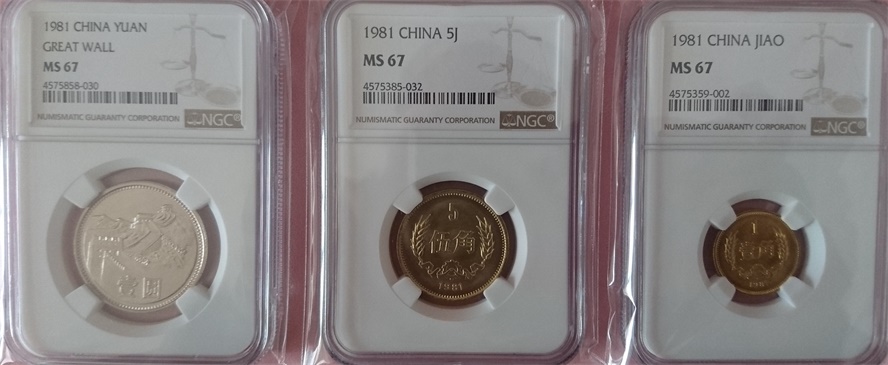 1981 CHINA YUAN
GREAT WALL
MS 67
4575858-030
NUMISMATIC GUARANTY CORPORATION NGC®
壹圆
1981 CHINA 5J
MS 67
4575385-032
NUMISMATIC GUARANTY CORPORATION NGC®
5
伍角
1981
1981 CHINA JIAO
MS 67
4575359-002
NUMISMATIC GUARANTY CORPORATION NGC®
1
壹角